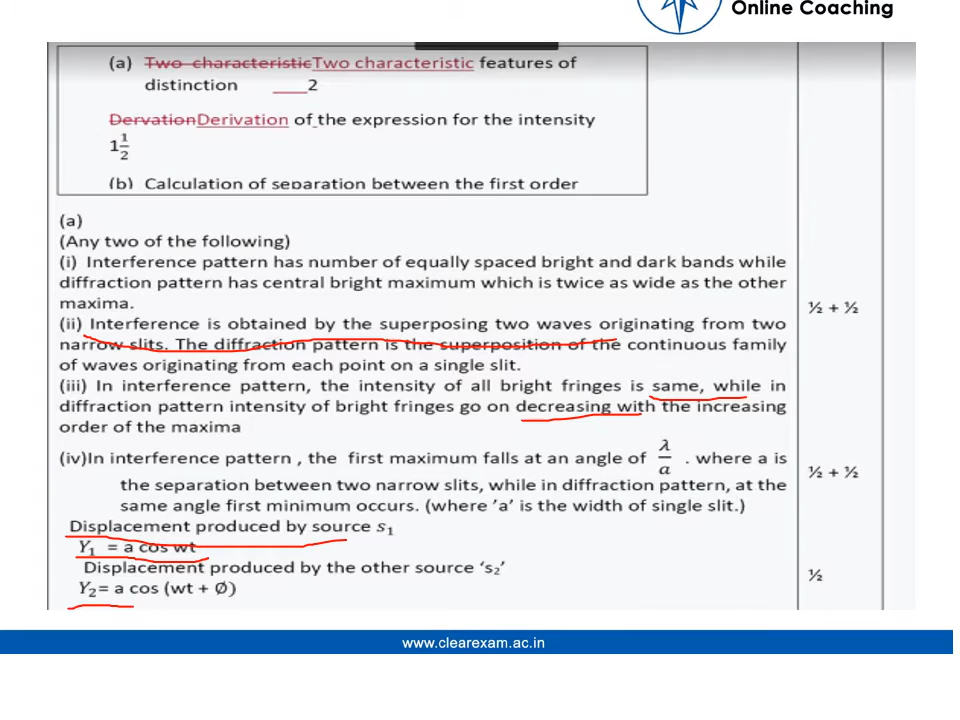 Online Coaching
(a) Two characteristicTwo characteristic features of
distinction ____2
DervationDerivation of the expression for the intensity
1½
(b) Calculation of separation between the first order
(a)
(Any two of the following)
(i) Interference pattern has number of equally spaced bright and dark bands while
diffraction pattern has central bright maximum which is twice as wide as the other
maxima.
½ + ½
(ii) Interference is obtained by the superposing two waves originating from two
narrow slits. The diffraction pattern is the superposition of the continuous family
of waves originating from each point on a single slit.
(iii) In interference pattern, the intensity of all bright fringes is same, while in
diffraction pattern intensity of bright fringes go on decreasing with the increasing
order of the maxima
(iv)In interference pattern , the first maximum falls at an angle of λ/a . where a is
½ + ½
the separation between two narrow slits, while in diffraction pattern, at the
same angle first minimum occurs. (where 'a' is the width of single slit.)
Displacement produced by source s₁
Y₁ = a cos wt
Displacement produced by the other source 's₂'
½
Y₂= a cos (wt + Ø)
www.clearexam.ac.in